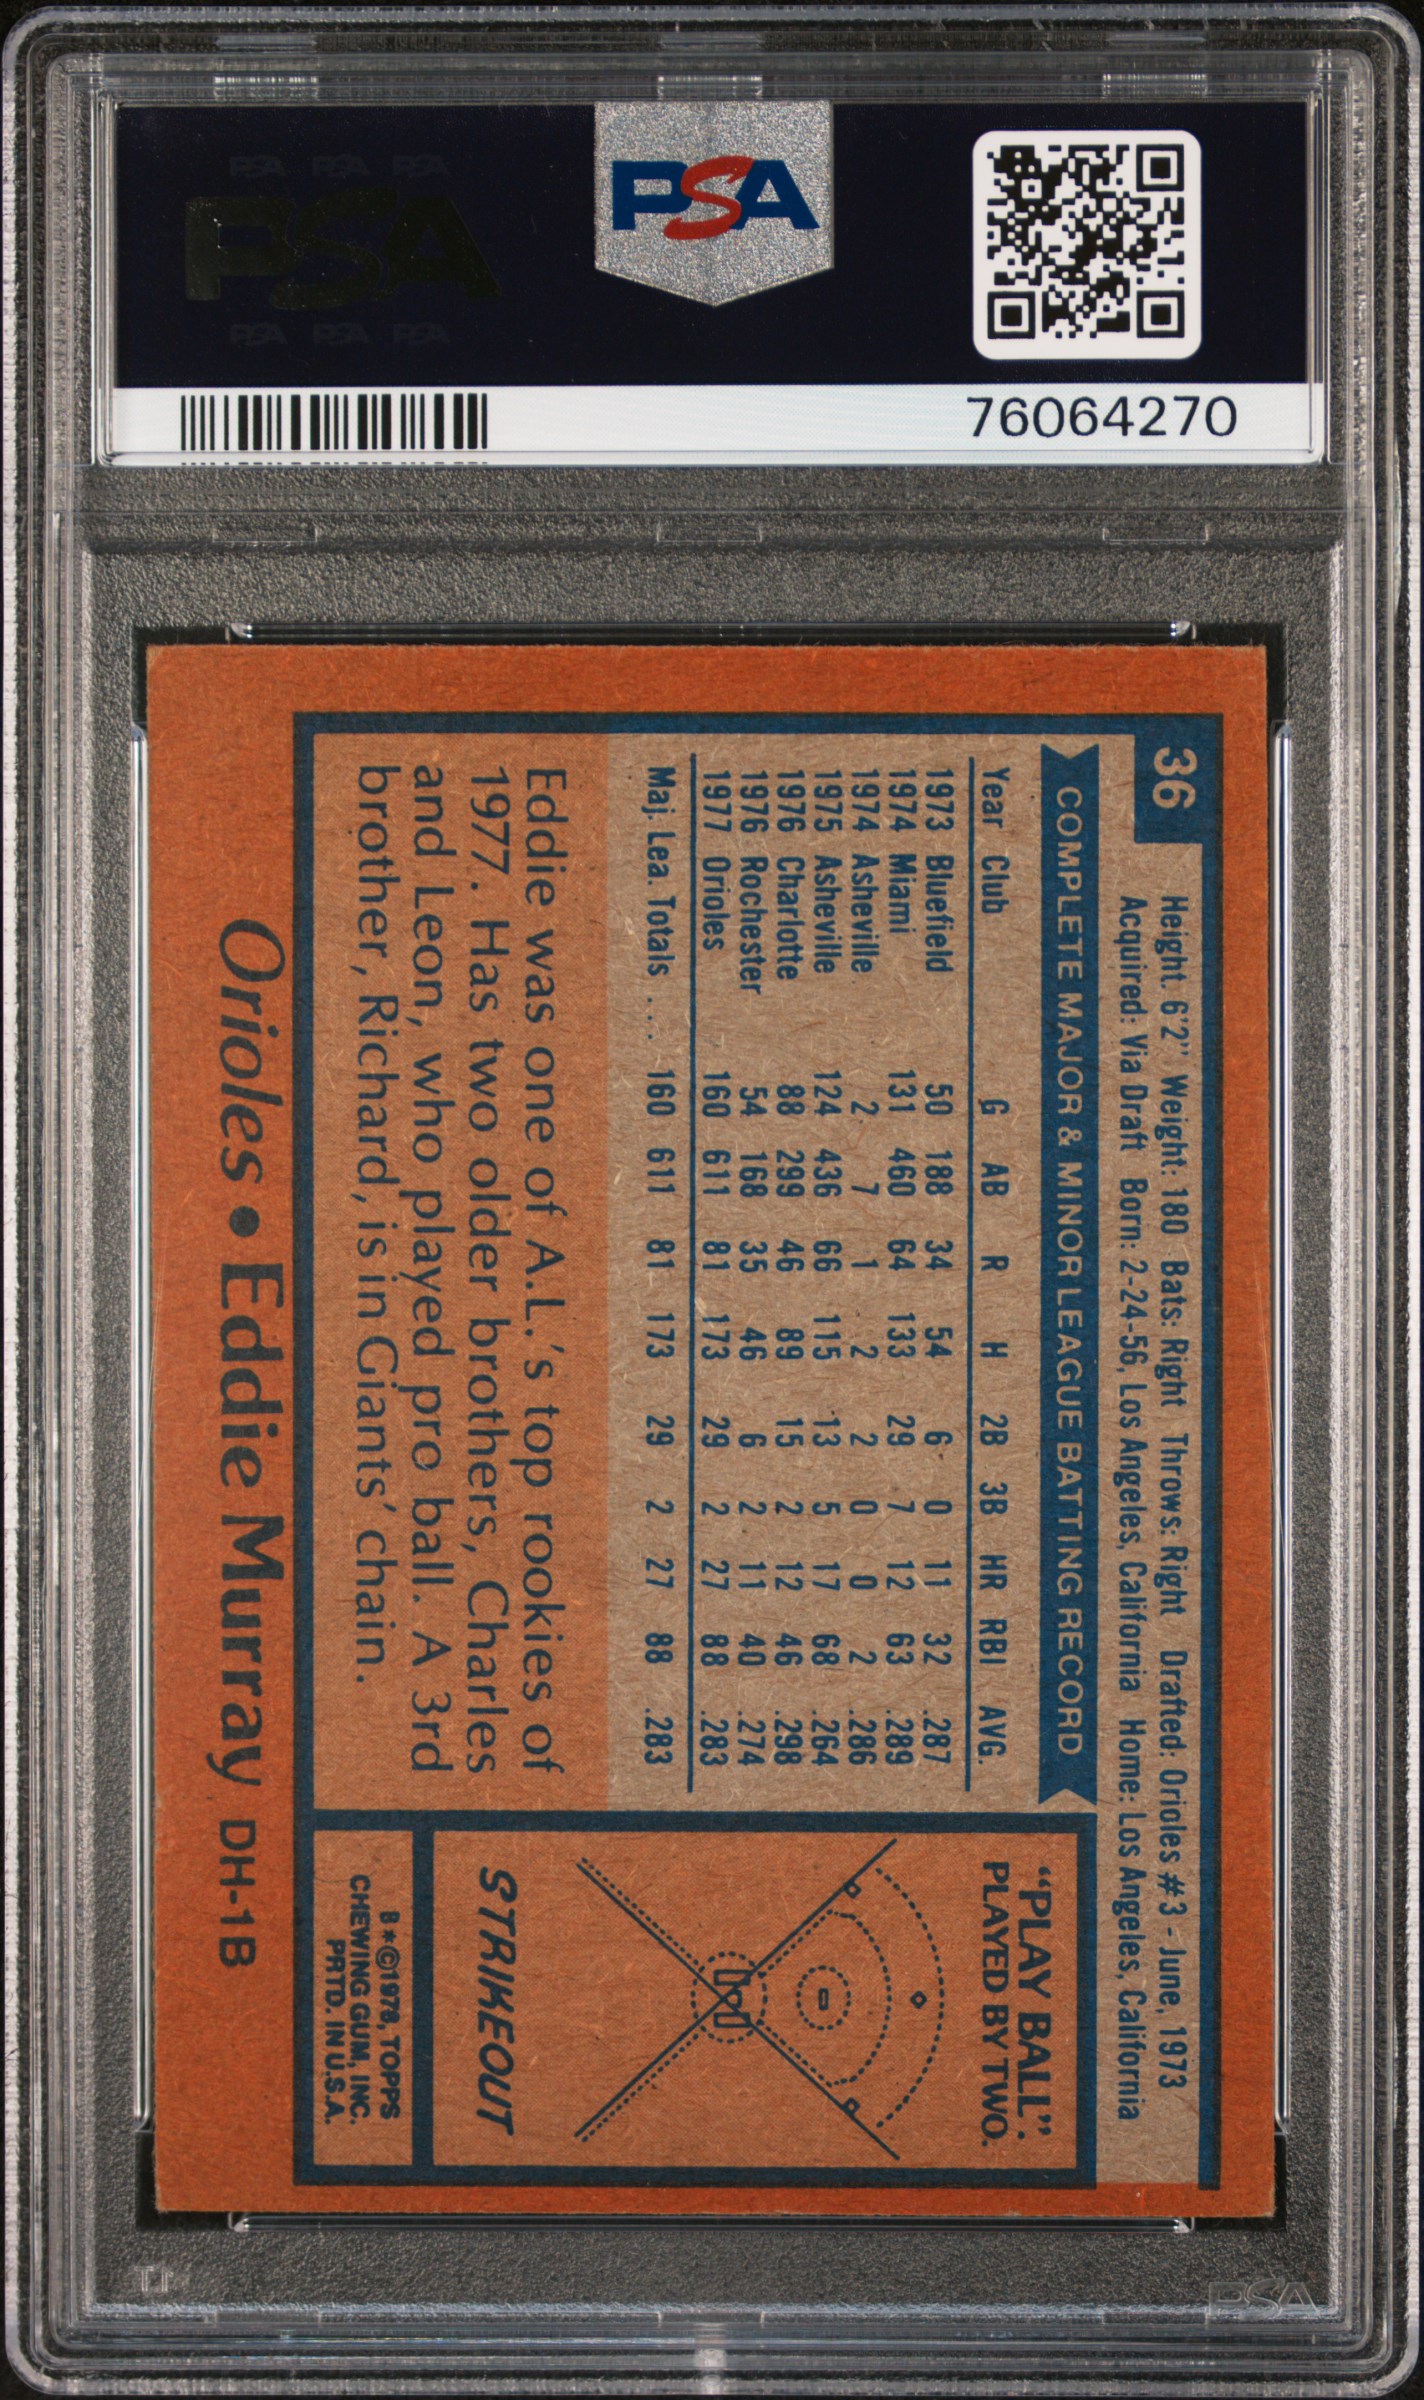 PSA PSA PSA
PSA
PSA PSA PSA
PSA
76064270
36
Height: 6'2" Weight: 180 Bats: Right Throws: Right Drafted: Orioles #3 - June, 1973
Acquired: Via Draft Born: 2-24-56, Los Angeles, California Home: Los Angeles, California
COMPLETE MAJOR & MINOR LEAGUE BATTING RECORD
Year Club G AB R H 2B 3B HR RBI AVG.
1973 Bluefield 50 188 34 54 6 0 11 32 .287
1974 Miami 131 460 64 133 29 7 12 63 .289
1974 Asheville 2 7 1 2 2 0 0 2 .286
1975 Asheville 124 436 66 115 13 5 17 68 .264
1976 Charlotte 88 299 46 89 15 2 12 46 .298
1976 Rochester 54 168 35 46 6 2 11 40 .274
1977 Orioles 160 611 81 173 29 2 27 88 .283
Maj. Lea. Totals .... 160 611 81 173 29 2 27 88 .283
Eddie was one of A.L.'s top rookies of
1977. Has two older brothers, Charles
and Leon, who played pro ball. A 3rd
brother, Richard, is in Giants' chain.
"PLAY BALL":
PLAYED BY TWO.
STRIKEOUT
B*©1978, TOPPS
CHEWING GUM, INC.
PRTD. IN U.S.A.
Orioles • Eddie Murray DH-1B
PSA